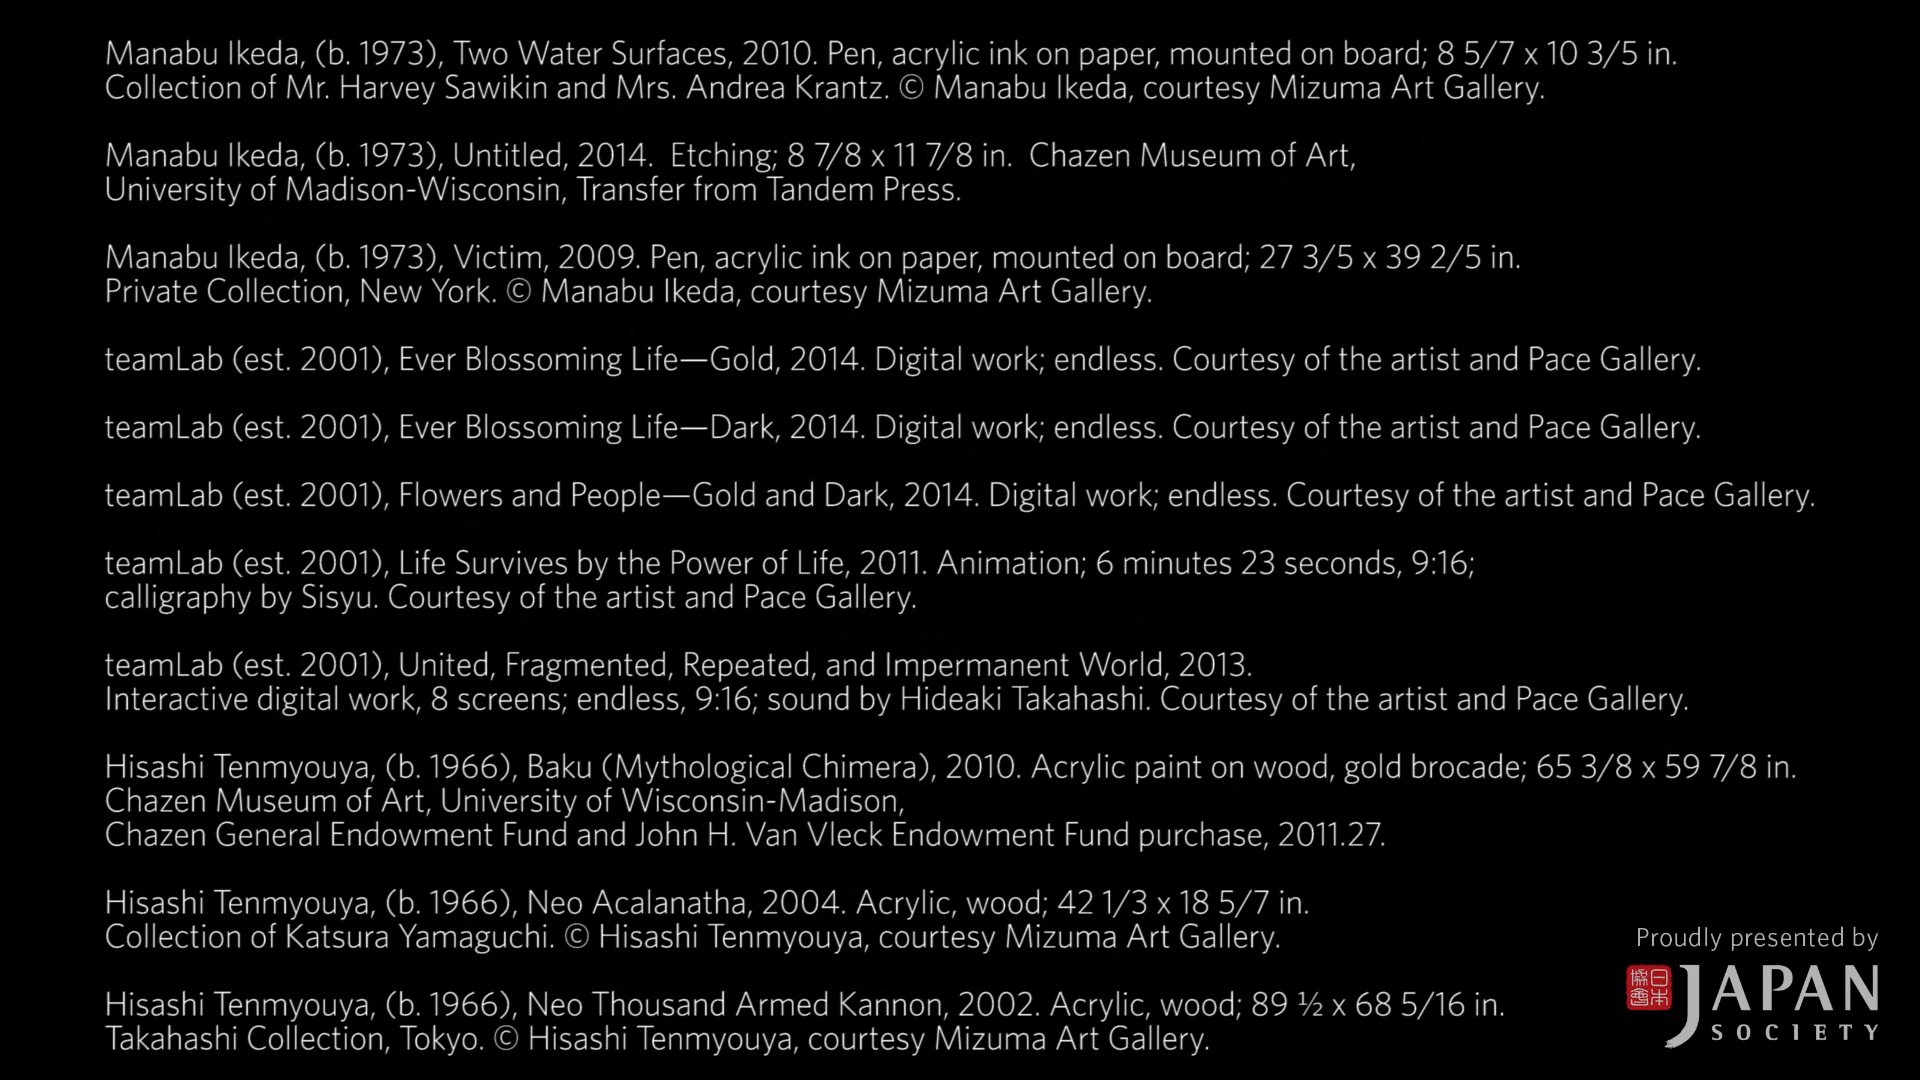 Manabu Ikeda, (b. 1973), Two Water Surfaces, 2010. Pen, acrylic ink on paper, mounted on board; 8 5/7 x 10 3/5 in.
Collection of Mr. Harvey Sawikin and Mrs. Andrea Krantz. © Manabu Ikeda, courtesy Mizuma Art Gallery.
Manabu Ikeda, (b. 1973), Untitled, 2014.  Etching; 8 7/8 x 11 7/8 in.  Chazen Museum of Art,
University of Madison-Wisconsin, Transfer from Tandem Press.
Manabu Ikeda, (b. 1973), Victim, 2009. Pen, acrylic ink on paper, mounted on board; 27 3/5 x 39 2/5 in.
Private Collection, New York. © Manabu Ikeda, courtesy Mizuma Art Gallery.
teamLab (est. 2001), Ever Blossoming Life—Gold, 2014. Digital work; endless. Courtesy of the artist and Pace Gallery.
teamLab (est. 2001), Ever Blossoming Life—Dark, 2014. Digital work; endless. Courtesy of the artist and Pace Gallery.
teamLab (est. 2001), Flowers and People—Gold and Dark, 2014. Digital work; endless. Courtesy of the artist and Pace Gallery.
teamLab (est. 2001), Life Survives by the Power of Life, 2011. Animation; 6 minutes 23 seconds, 9:16;
calligraphy by Sisyu. Courtesy of the artist and Pace Gallery.
teamLab (est. 2001), United, Fragmented, Repeated, and Impermanent World, 2013.
Interactive digital work, 8 screens; endless, 9:16; sound by Hideaki Takahashi. Courtesy of the artist and Pace Gallery.
Hisashi Tenmyouya, (b. 1966), Baku (Mythological Chimera), 2010. Acrylic paint on wood, gold brocade; 65 3/8 x 59 7/8 in.
Chazen Museum of Art, University of Wisconsin-Madison,
Chazen General Endowment Fund and John H. Van Vleck Endowment Fund purchase, 2011.27.
Hisashi Tenmyouya, (b. 1966), Neo Acalanatha, 2004. Acrylic, wood; 42 1/3 x 18 5/7 in.
Collection of Katsura Yamaguchi. © Hisashi Tenmyouya, courtesy Mizuma Art Gallery.
Hisashi Tenmyouya, (b. 1966), Neo Thousand Armed Kannon, 2002. Acrylic, wood; 89 ½ x 68 5/16 in.
Takahashi Collection, Tokyo. © Hisashi Tenmyouya, courtesy Mizuma Art Gallery.
Proudly presented by
日本協會
JAPAN
SOCIETY